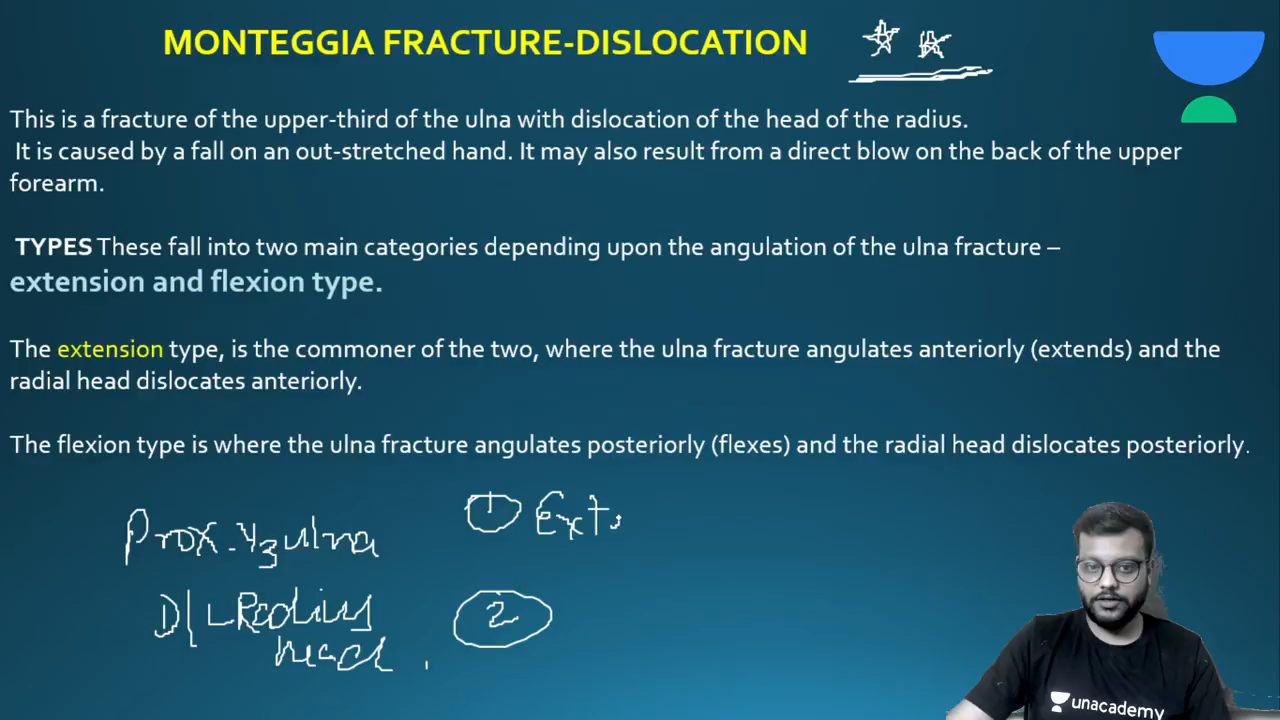 MONTEGGIA FRACTURE-DISLOCATION
This is a fracture of the upper-third of the ulna with dislocation of the head of the radius.
It is caused by a fall on an out-stretched hand. It may also result from a direct blow on the back of the upper
forearm.
TYPES These fall into two main categories depending upon the angulation of the ulna fracture –
extension and flexion type.
The extension type, is the commoner of the two, where the ulna fracture angulates anteriorly (extends) and the
radial head dislocates anteriorly.
The flexion type is where the ulna fracture angulates posteriorly (flexes) and the radial head dislocates posteriorly.
Prox. 1/3 ulna
D/L Radius
head.
① Ext.
②
unacademy